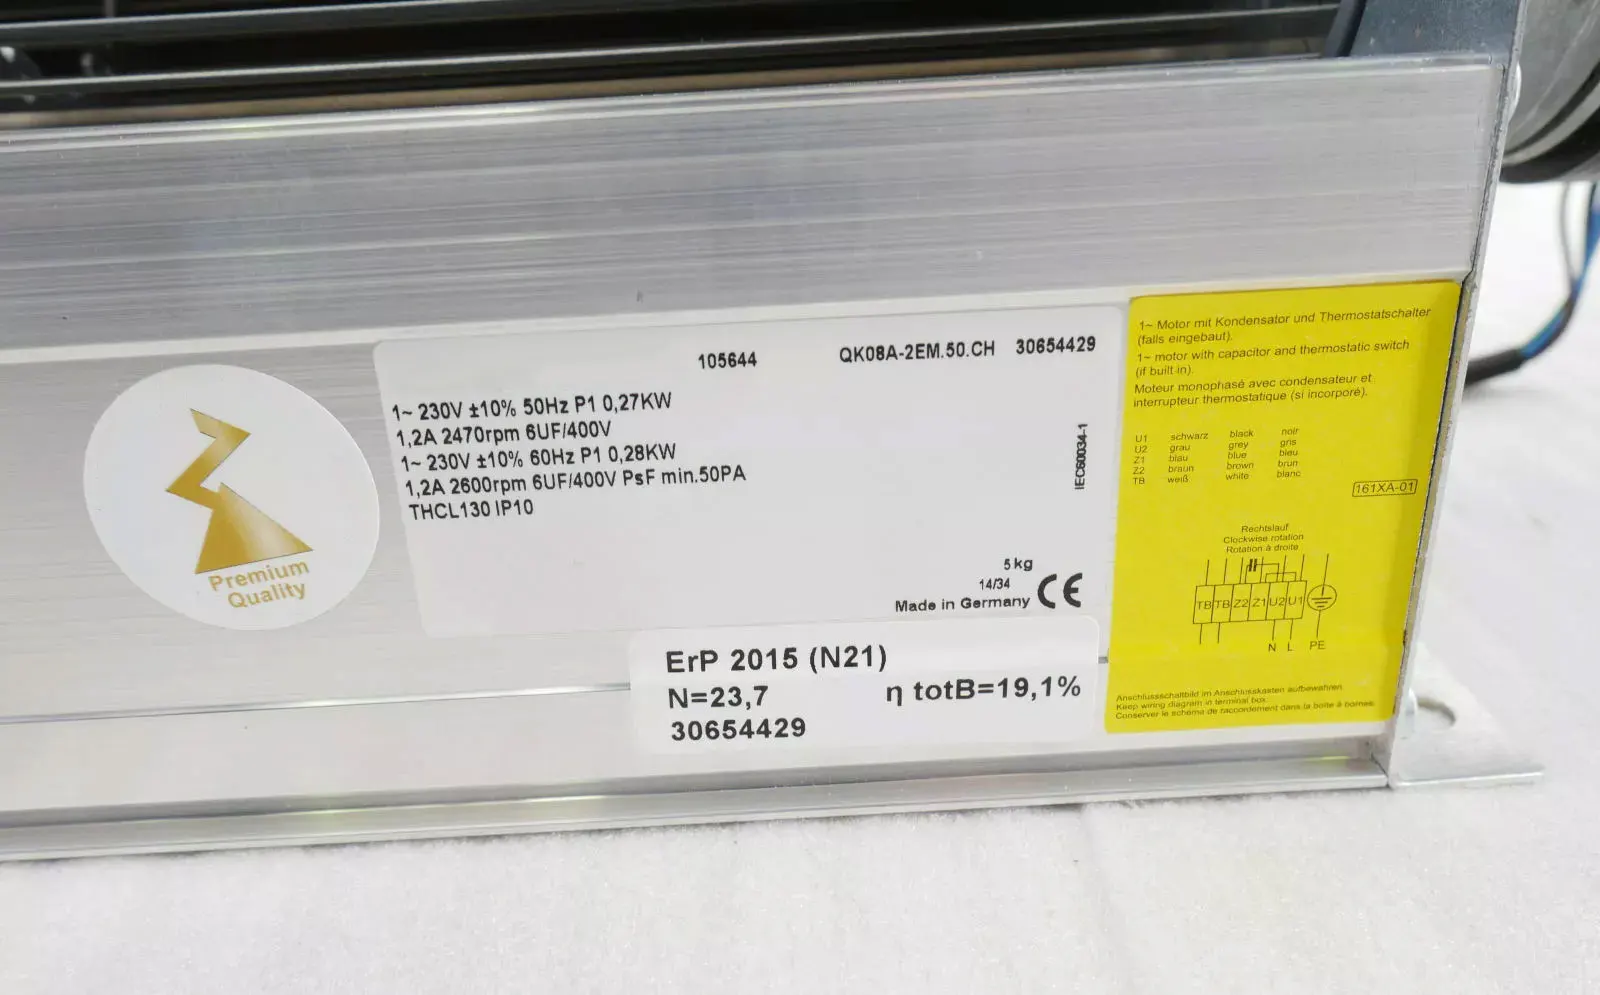 105644 QK08A-2EM.50.CH 30654429
1~ 230V ±10% 50Hz P1 0,27KW
1,2A 2470rpm 6UF/400V
1~ 230V ±10% 60Hz P1 0,28KW
1,2A 2600rpm 6UF/400V PsF min.50PA
THCL130 IP10
IEC60034-1
5 kg
14/34
Made in Germany CE
Premium
Quality
ErP 2015 (N21)
N=23,7 η totB=19,1%
30654429
1~ Motor mit Kondensator und Thermostatschalter
(falls eingebaut).
1~ motor with capacitor and thermostatic switch
(if built in).
Moteur monophasé avec condensateur et
interrupteur thermostatique (si incorporé).
U1 schwarz black noir
U2 grau grey gris
Z1 blau blue bleu
Z2 braun brown brun
TB weiß white blanc
161XA-01
Rechtslauf
Clockwise rotation
Rotation à droite
TB TB Z2 Z1 U2 U1
N L PE
Anschlussschaltbild im Anschlusskasten aufbewahren.
Keep wiring diagram in terminal box.
Conserver le schéma de raccordement dans la boîte à bornes.